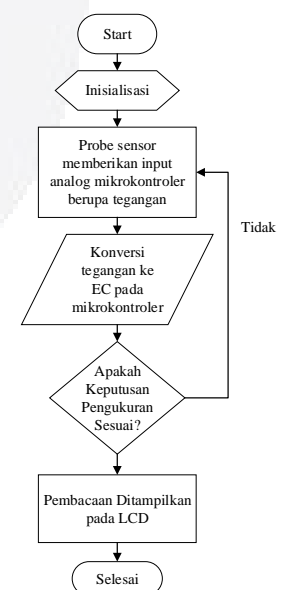 Start
Inisialisasi
Probe sensor
memberikan input
analog mikrokontroler
berupa tegangan
Tidak
Konversi
tegangan ke
EC pada
mikrokontroler
Apakah
Keputusan
Pengukuran
Sesuai?
Pembacaan Ditampilkan
pada LCD
Selesai